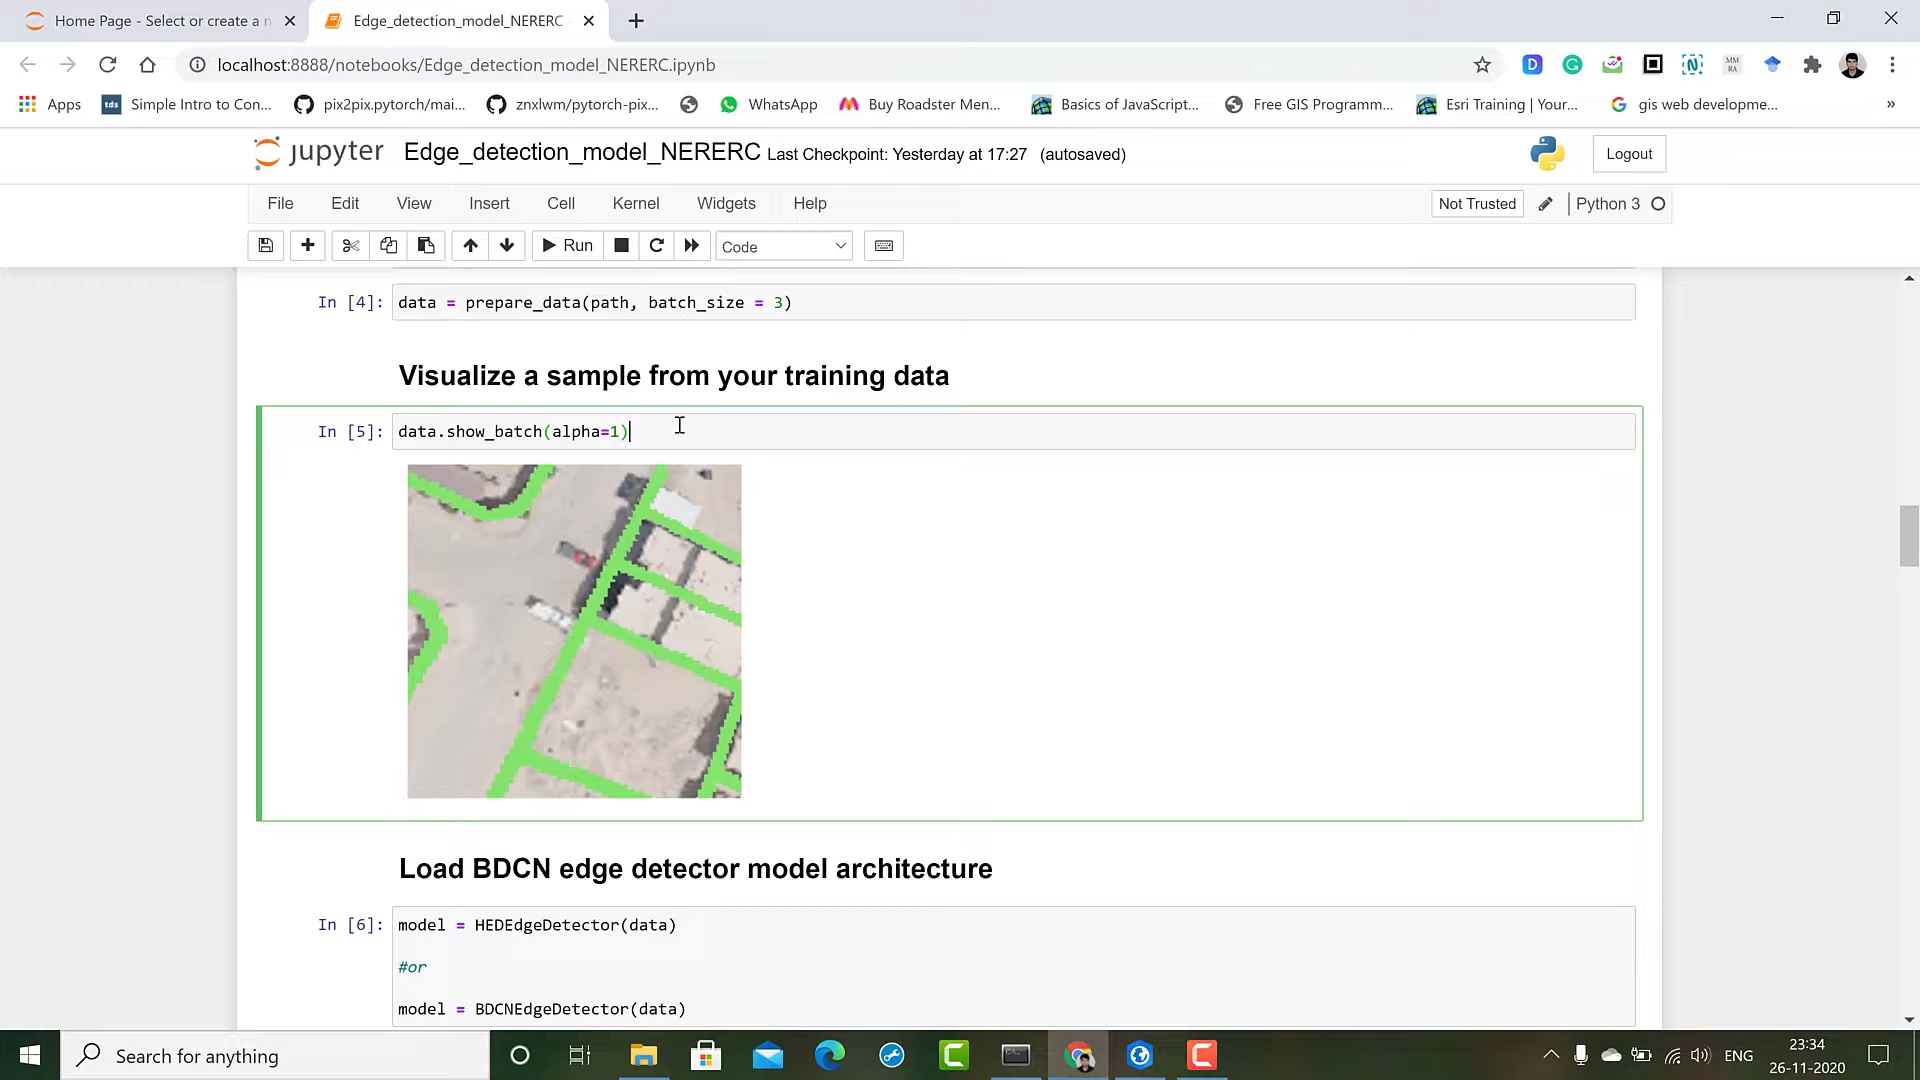 Home Page - Select or create a n
Edge_detection_model_NERERC
localhost:8888/notebooks/Edge_detection_model_NERERC.ipynb
D
G
N
MM
RA
Apps
tds
Simple Intro to Con...
pix2pix.pytorch/mai...
znxlwm/pytorch-pix...
WhatsApp
Buy Roadster Men...
Basics of JavaScript...
Free GIS Programm...
Esri Training | Your...
gis web developme...
»
jupyter
Edge_detection_model_NERERC Last Checkpoint: Yesterday at 17:27 (autosaved)
Logout
File
Edit
View
Insert
Cell
Kernel
Widgets
Help
Not Trusted
Python 3
Run
Code
In [4]: data = prepare_data(path, batch_size = 3)
Visualize a sample from your training data
In [5]: data.show_batch(alpha=1)
Load BDCN edge detector model architecture
In [6]: model = HEDEdgeDetector(data)
#or
model = BDCNEdgeDetector(data)
Search for anything
ENG
23:34
26-11-2020